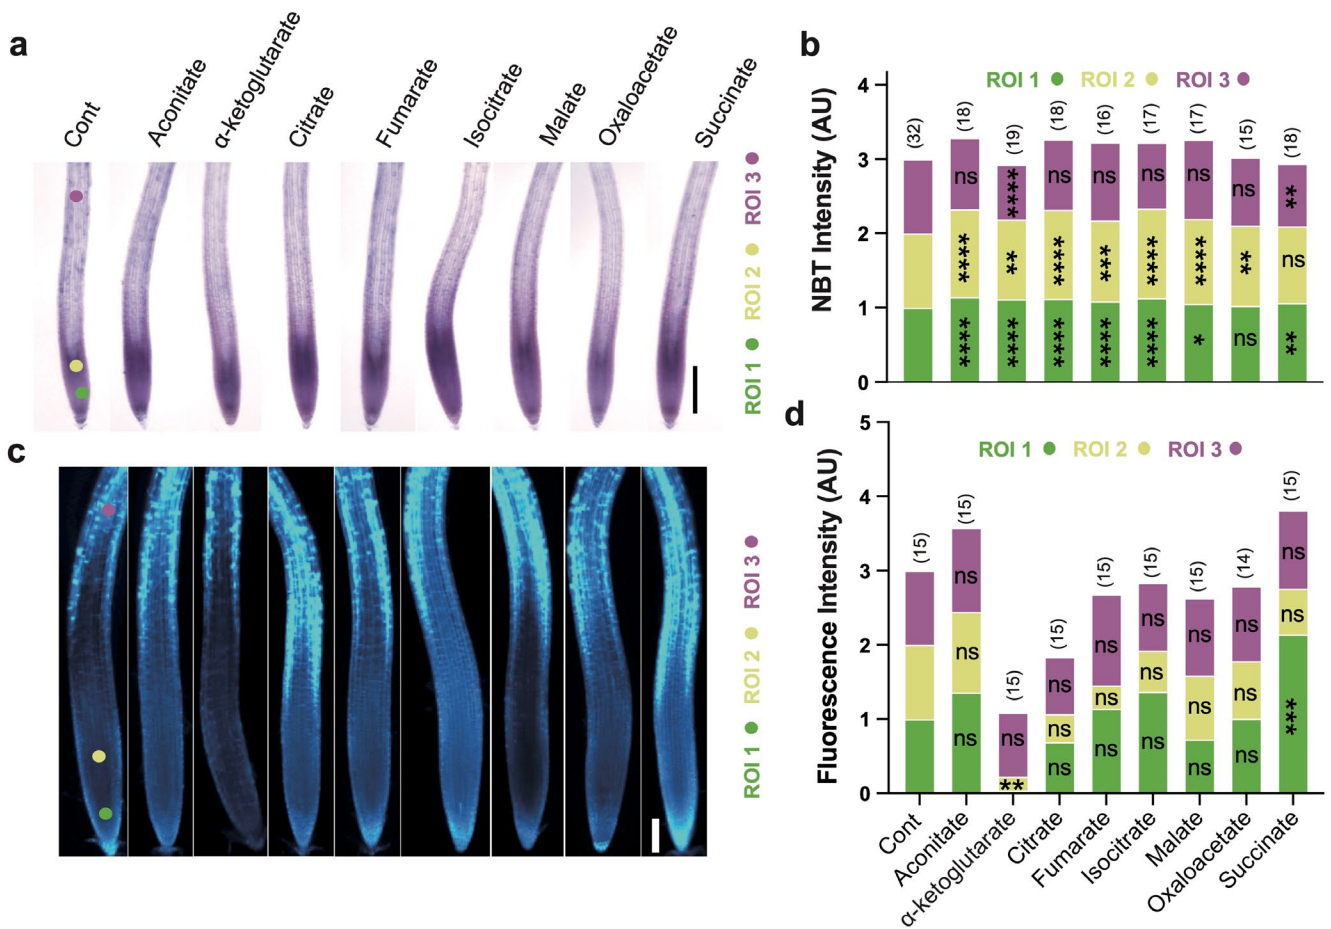 a
Cont
Aconitate
α-ketoglutarate
Citrate
Fumarate
Isocitrate
Malate
Oxaloacetate
Succinate
ROI 1 ROI 2 ROI 3
b
ROI 1 ROI 2 ROI 3
NBT Intensity (AU)
4
3
2
1
0
(32)
(18)
(19)
(18)
(16)
(17)
(17)
(15)
(18)
ns **** ns ns ns ns ns **
**** ** **** *** **** **** ** ns
**** **** **** **** **** * ns **
c
ROI 1 ROI 2 ROI 3
d
ROI 1 ROI 2 ROI 3
Fluorescence Intensity (AU)
5
4
3
2
1
0
(15)
(15)
(15)
(15)
(15)
(15)
(15)
(14)
(15)
ns ns ns ns ns ns ns ns
ns ** ns ns ns ns ns ns
ns ns ns ns ns ns ***
Cont
Aconitate
α-ketoglutarate
Citrate
Fumarate
Isocitrate
Malate
Oxaloacetate
Succinate